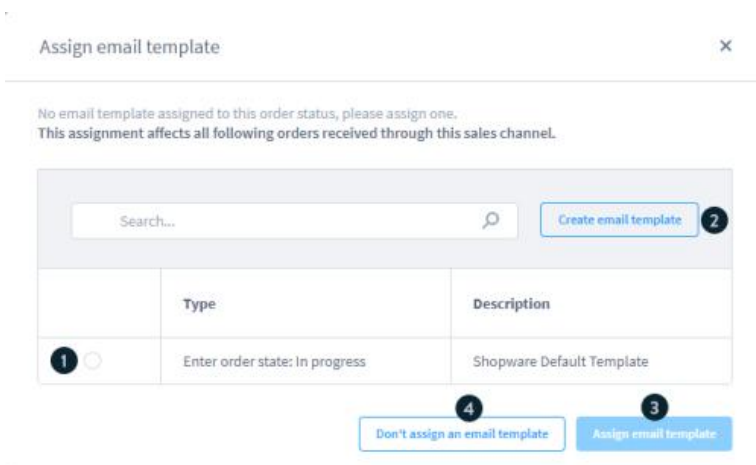 Assign email template
No email template assigned to this order status, please assign one.
This assignment affects all following orders received through this sales channel.
Search...
Create email template 2
Type Description
1 Enter order state: In progress Shopware Default Template
4 3
Don't assign an email template Assign email template